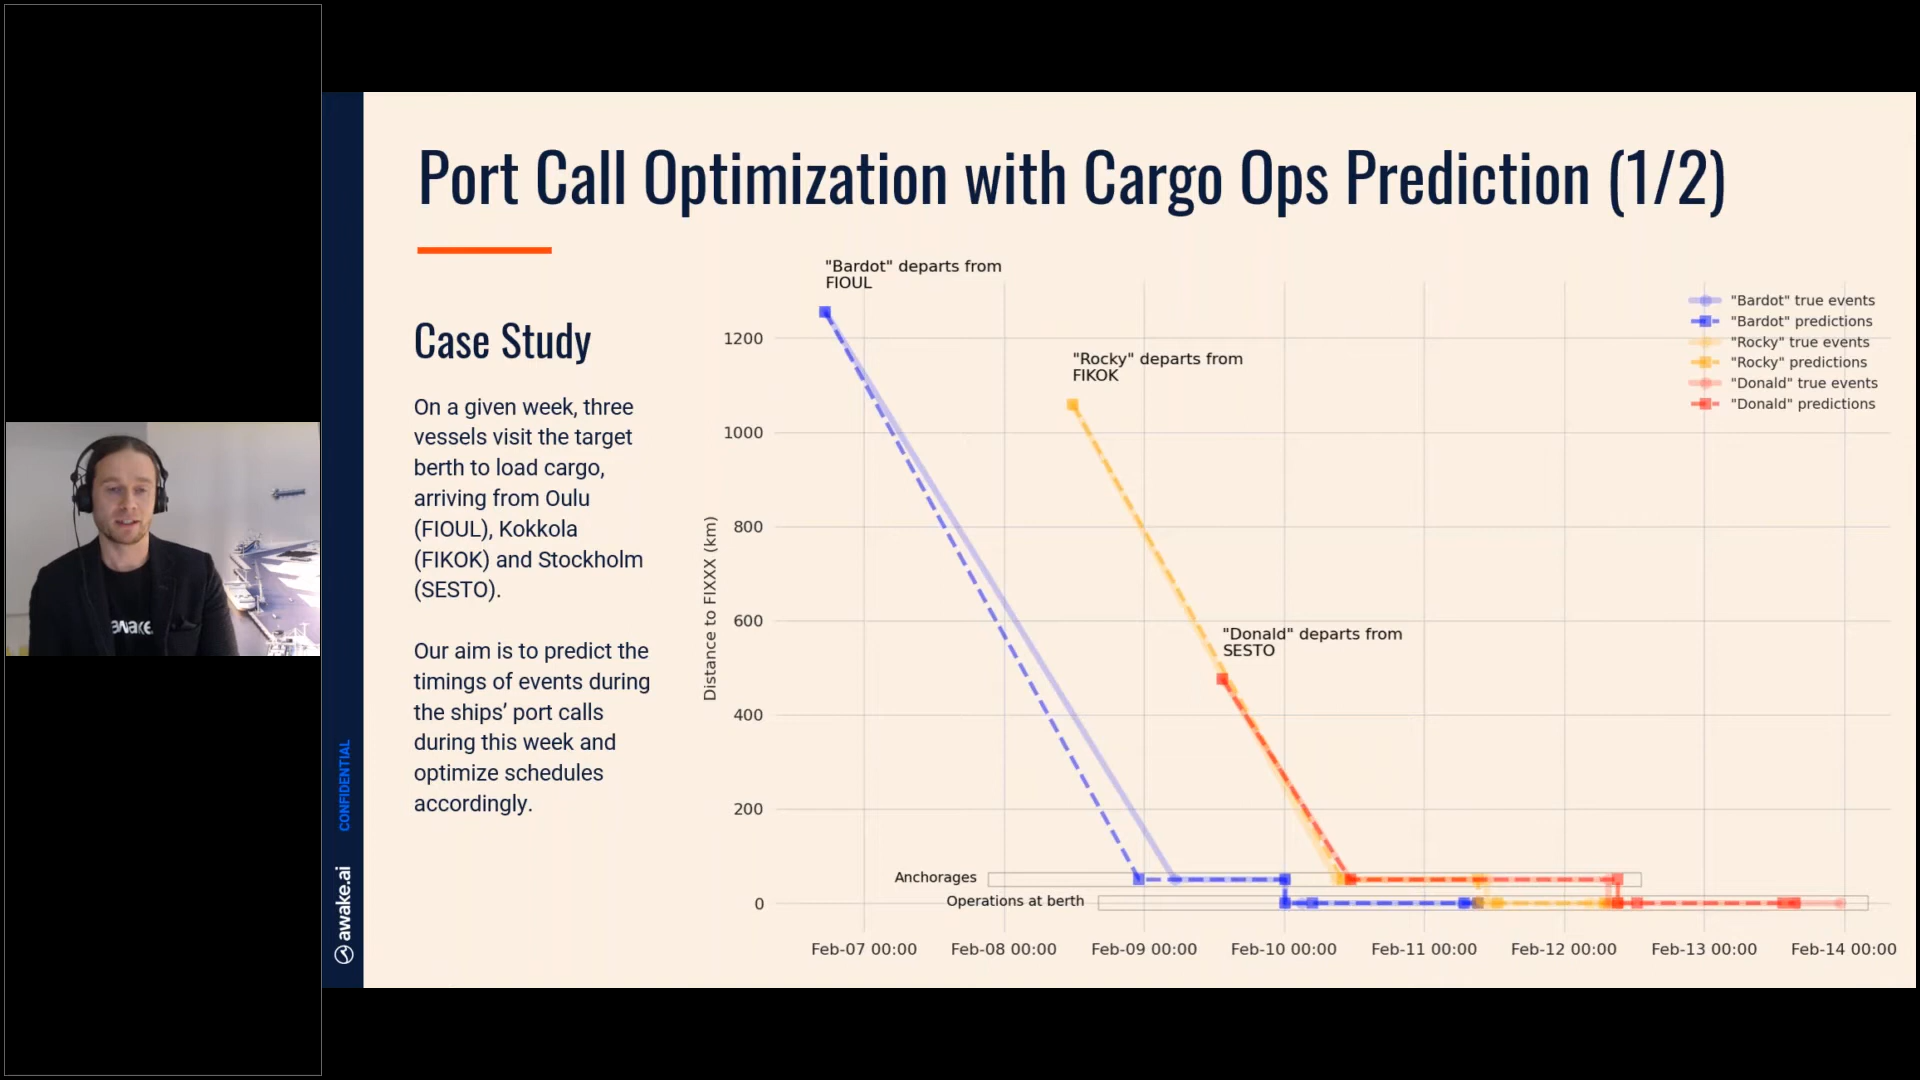 Port Call Optimization with Cargo Ops Prediction (1/2)
Case Study
On a given week, three
vessels visit the target
berth to load cargo,
arriving from Oulu
(FIOUL), Kokkola
(FIKOK) and Stockholm
(SESTO).
Our aim is to predict the
timings of events during
the ships’ port calls
during this week and
optimize schedules
accordingly.
"Bardot" departs from
FIOUL
"Rocky" departs from
FIKOK
"Donald" departs from
SESTO
"Bardot" true events
"Bardot" predictions
"Rocky" true events
"Rocky" predictions
"Donald" true events
"Donald" predictions
Distance to FIXXX (km)
1200
1000
800
600
400
200
0
Anchorages
Operations at berth
Feb-07 00:00
Feb-08 00:00
Feb-09 00:00
Feb-10 00:00
Feb-11 00:00
Feb-12 00:00
Feb-13 00:00
Feb-14 00:00
CONFIDENTIAL
awake.ai
awake.